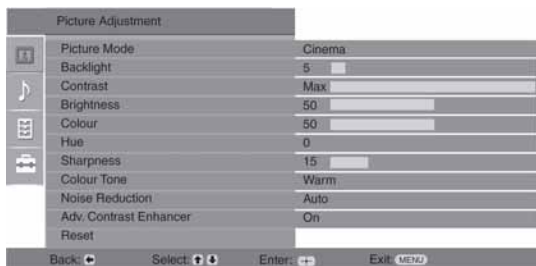 Picture Adjustment
Picture Mode Cinema
Backlight 5
Contrast Max
Brightness 50
Colour 50
Hue 0
Sharpness 15
Colour Tone Warm
Noise Reduction Auto
Adv. Contrast Enhancer On
Reset
Back: Select: Enter: Exit: MENU